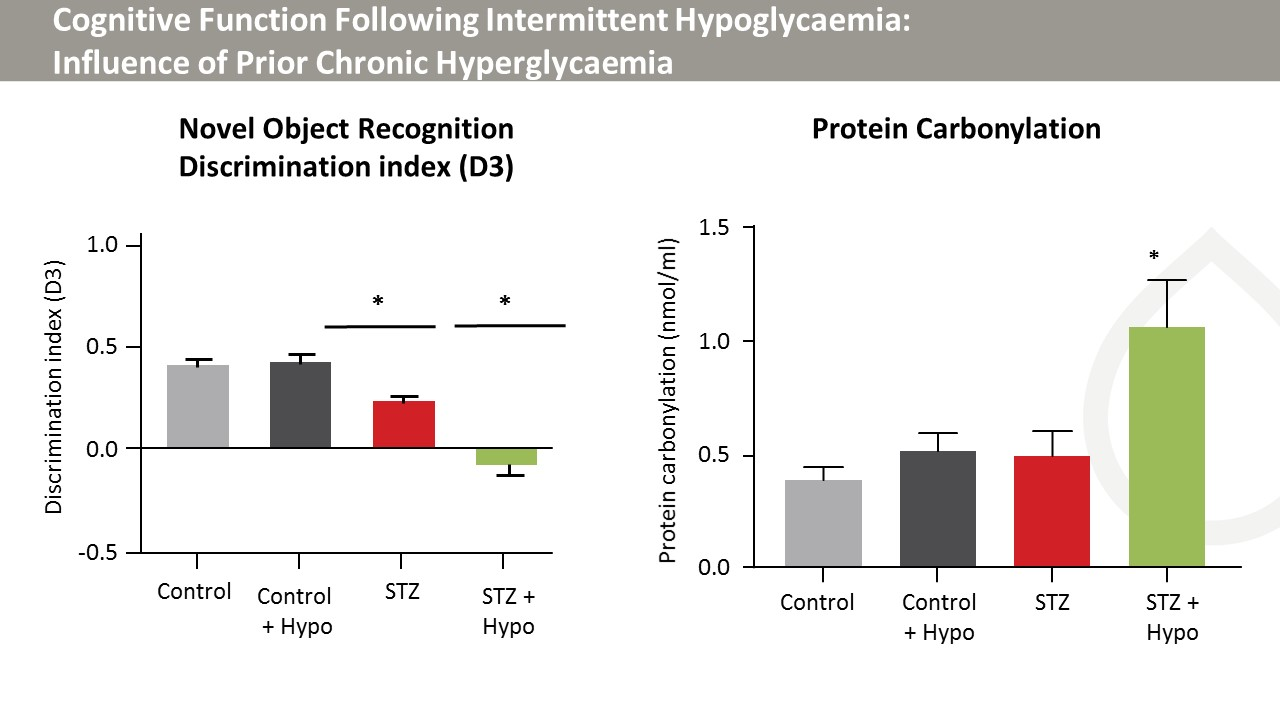 Cognitive Function Following Intermittent Hypoglycaemia:
Influence of Prior Chronic Hyperglycaemia
Novel Object Recognition
Discrimination index (D3)
Discrimination index (D3)
1.0
0.5
0.0
-0.5
*
*
Control
Control
+ Hypo
STZ
STZ +
Hypo
Protein Carbonylation
Protein carbonylation (nmol/ml)
1.5
1.0
0.5
0.0
*
Control
Control
+ Hypo
STZ
STZ +
Hypo